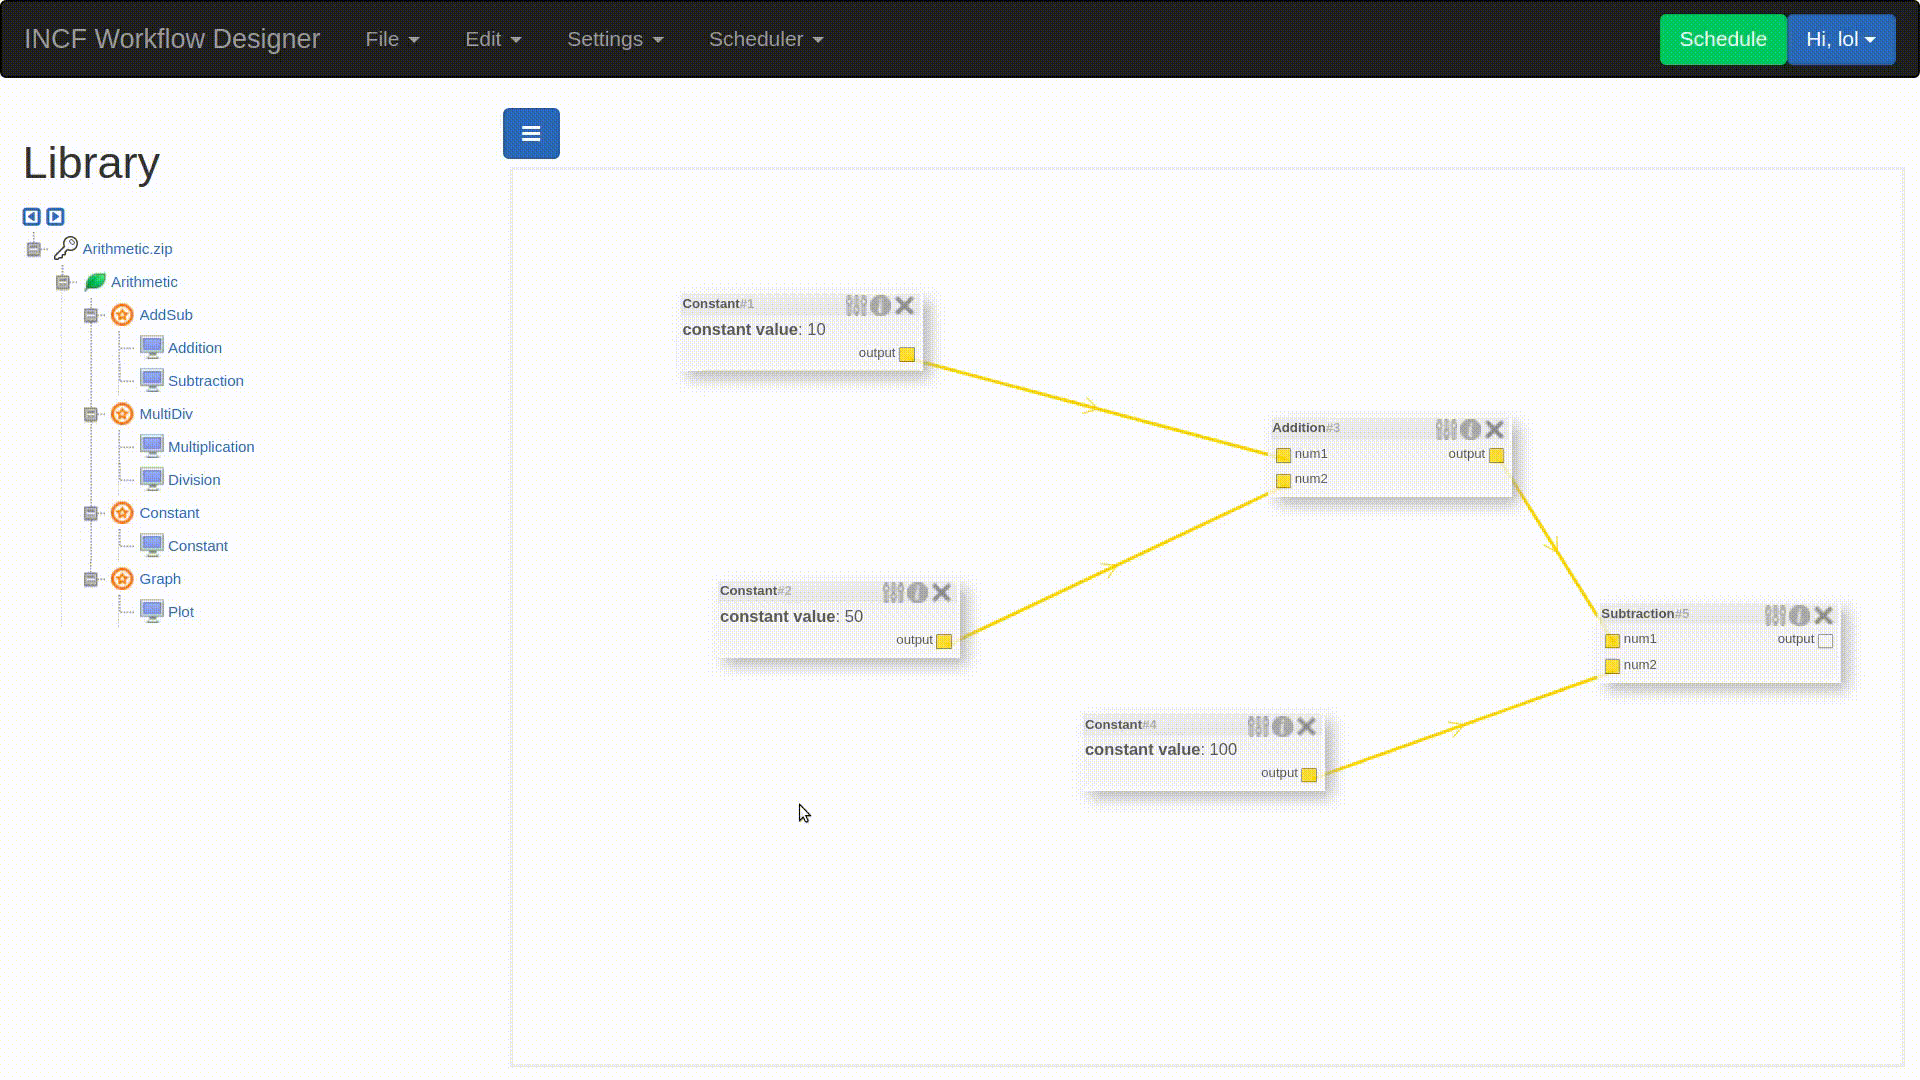 INCF Workflow Designer File Edit Settings Scheduler Schedule Hi, lol
Library
Arithmetic.zip
Arithmetic
AddSub
Addition
Subtraction
MultiDiv
Multiplication
Division
Constant
Constant
Graph
Plot
Constant#1
constant value: 10
output
Addition#3
num1 output
num2
Constant#2
constant value: 50
output
Subtraction#5
num1 output
num2
Constant#4
constant value: 100
output